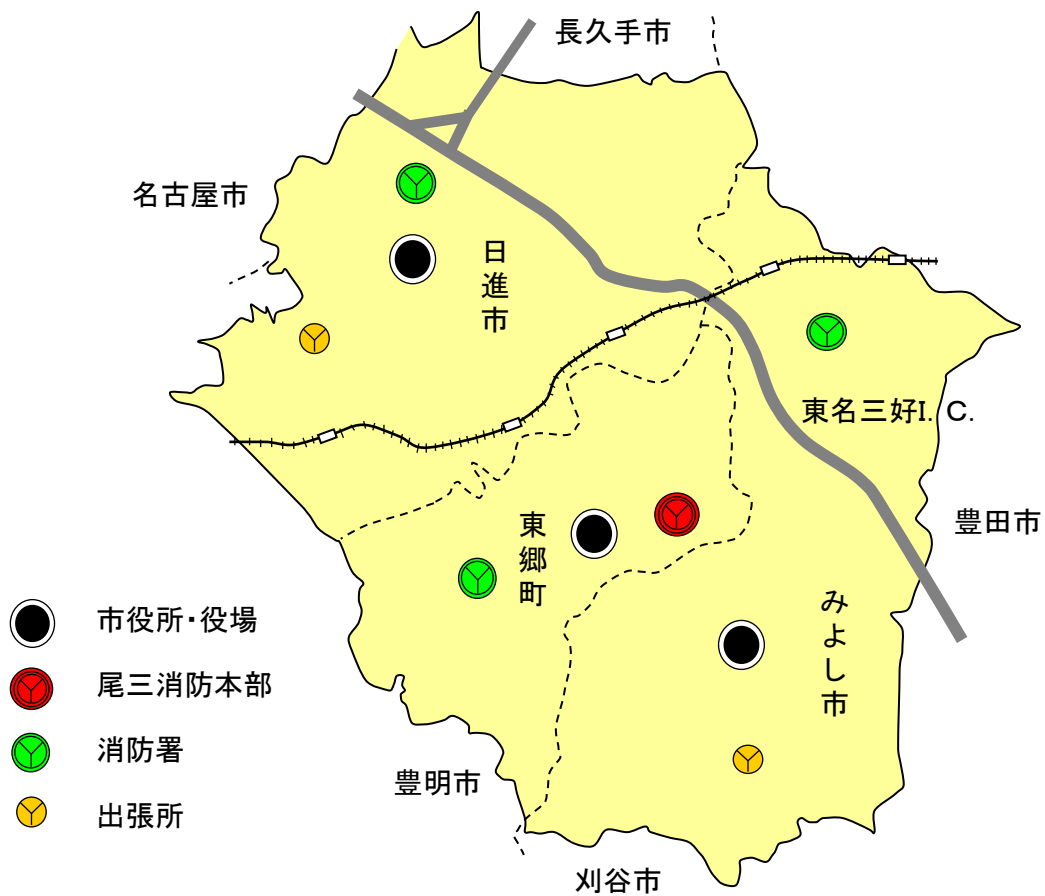 長久手市
名古屋市
日進市
東名三好I. C.
豊田市
東郷町
みよし市
市役所・役場
尾三消防本部
消防署
出張所
豊明市
刈谷市